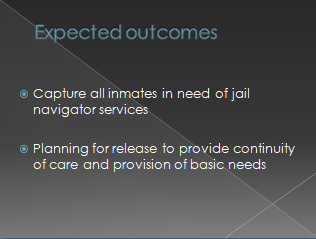 Expected outcomes
Capture all inmates in need of jail
navigator services
Planning for release to provide continuity
of care and provision of basic needs